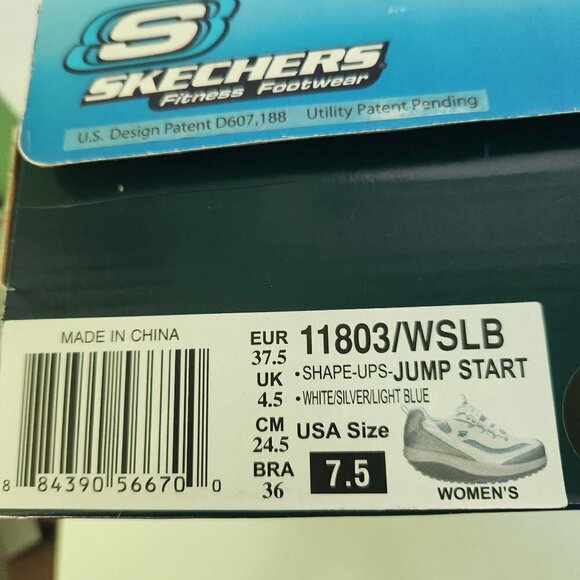 S
SKECHERS
Fitness Footwear
U.S. Design Patent D607,188 Utility Patent Pending
MADE IN CHINA
8 84390 56670 0
EUR
37.5
UK
4.5
CM
24.5
BRA
36
11803/WSLB
•SHAPE-UPS-JUMP START
•WHITE/SILVER/LIGHT BLUE
USA Size
7.5
WOMEN'S